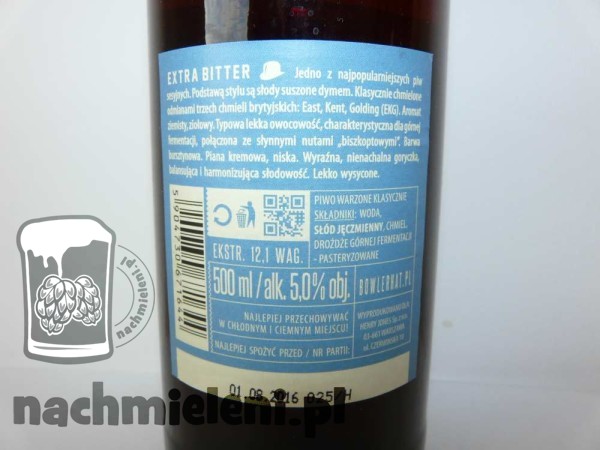 EXTRA BITTER Jedno z najpopularniejszych piw
sesyjnych. Podstawą stylu są słody suszone dymem. Klasycznie chmielone
odmianami trzech chmieli brytyjskich: East, Kent, Golding (EKG). Aromat
ziemisty, ziołowy. Typowa lekka owocowość, charakterystyczna dla górnej
fermentacji, połączona ze słynnymi nutami „biszkoptowymi”. Barwa
bursztynowa. Piana kremowa, niska. Wyraźna, nienachalna goryczka,
balansująca i harmonizująca słodowość. Lekko wysycone.
PIWO WARZONE KLASYCZNIE
SKŁADNIKI: WODA,
SŁÓD JĘCZMIENNY, CHMIEL,
DROŻDŻE GÓRNEJ FERMENTACJI
- PASTERYZOWANE
EKSTR. 12,1 WAG.
500 ml/alk. 5,0% obj.
BOWLERHAT.PL
NAJLEPIEJ PRZECHOWYWAĆ
W CHŁODNYM I CIEMNYM MIEJSCU!
NAJLEPIEJ SPOŻYĆ PRZED / NR PARTII:
HENRY JONES
01.08.2016 025/H
nachmieleni.pl
nachmieleni.pl